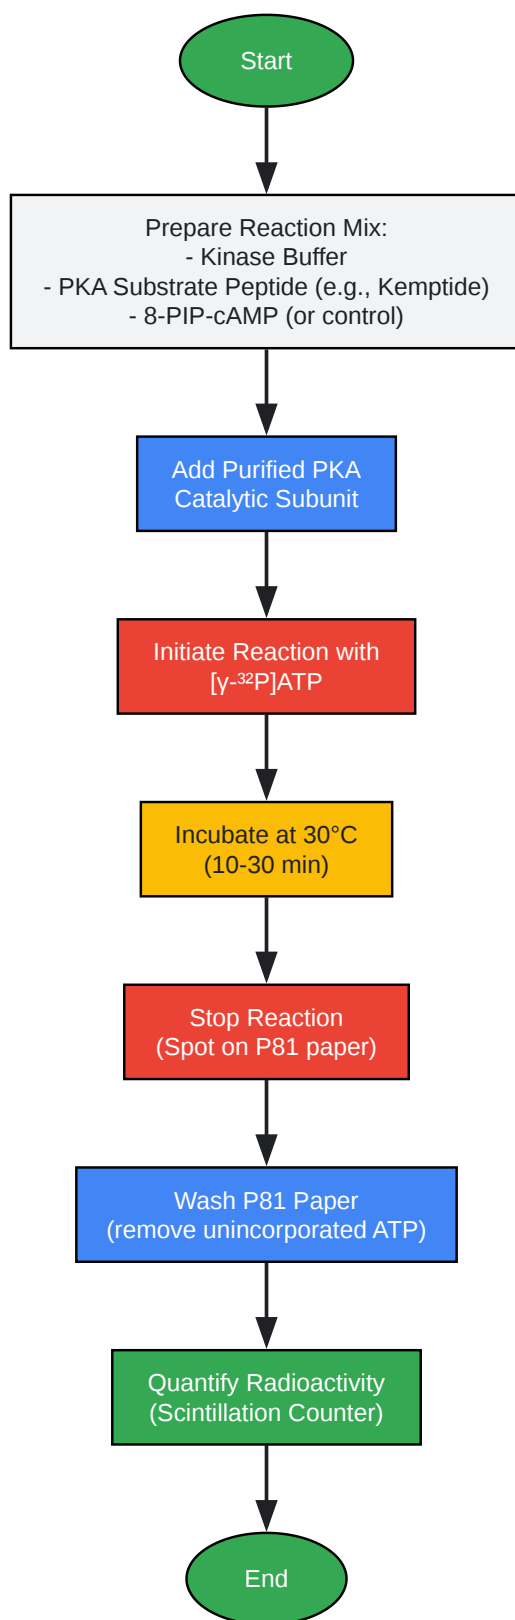 Start
Prepare Reaction Mix:
- Kinase Buffer
- PKA Substrate Peptide (e.g., Kemptide)
- 8-PIP-cAMP (or control)
Add Purified PKA
Catalytic Subunit
Initiate Reaction with
[γ-³²P]ATP
Incubate at 30°C
(10-30 min)
Stop Reaction
(Spot on P81 paper)
Wash P81 Paper
(remove unincorporated ATP)
Quantify Radioactivity
(Scintillation Counter)
End